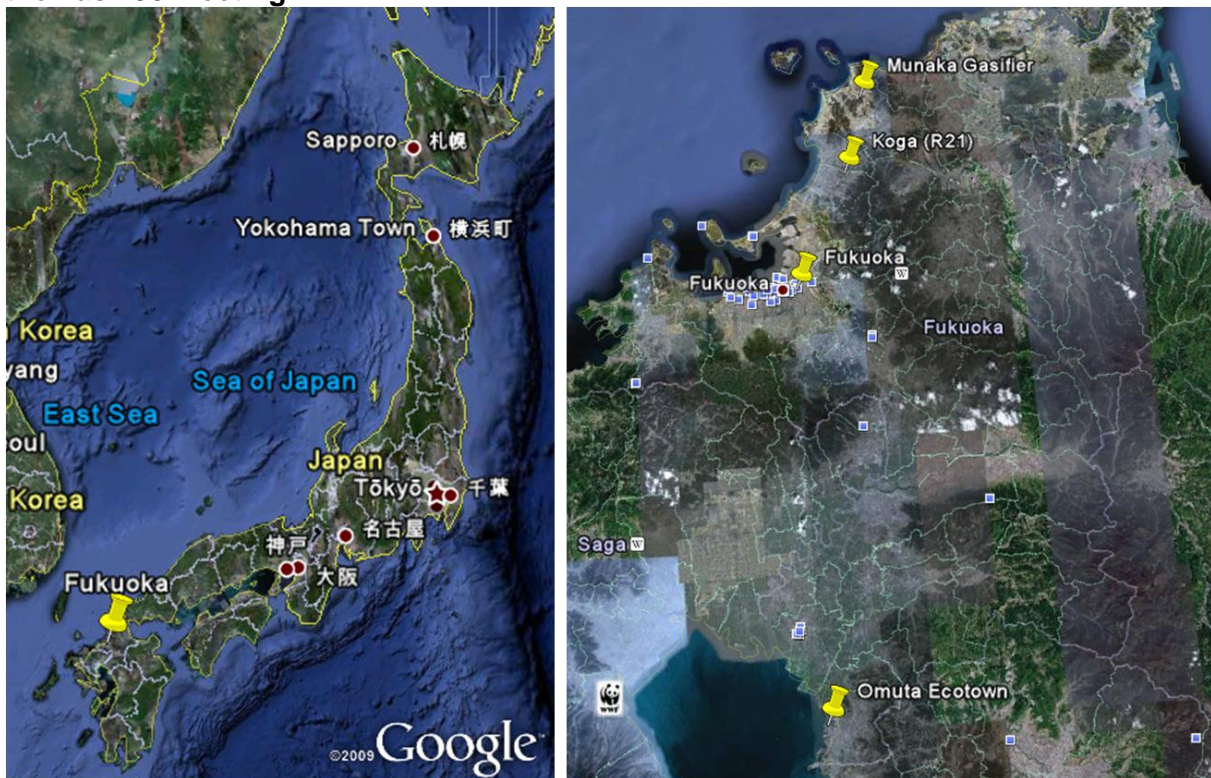 Sapporo 札幌
Yokohama Town 横浜町
Korea
yang
Sea of Japan
East Sea
oul
Japan
Korea
Tōkyō 千葉
名古屋
神戸
大阪
Fukuoka
©2009 Google
Munaka Gasifier
Koga (R21)
Fukuoka
Fukuoka
W
Fukuoka
Saga W
WWF
Omuta Ecotown